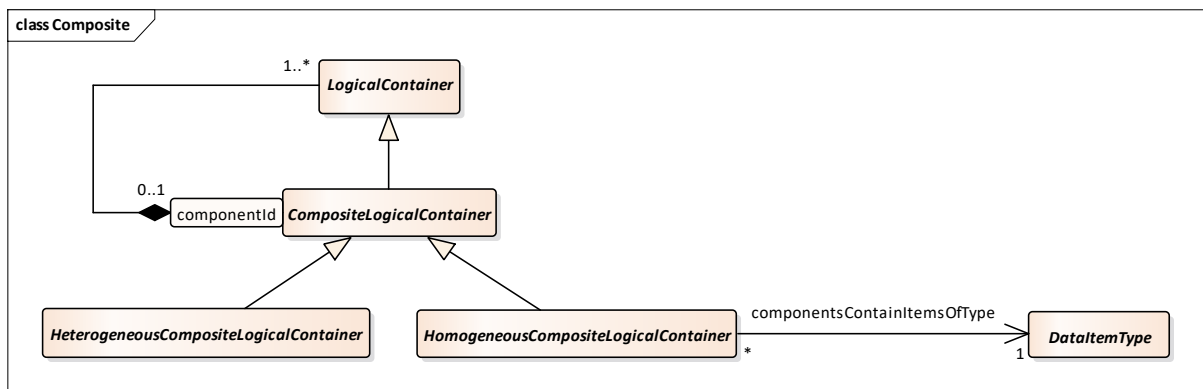 class Composite
1..*
LogicalContainer
0..1
componentId
CompositeLogicalContainer
componentsContainItemsOfType
HeterogeneousCompositeLogicalContainer
HomogeneousCompositeLogicalContainer
*
1
DataItemType